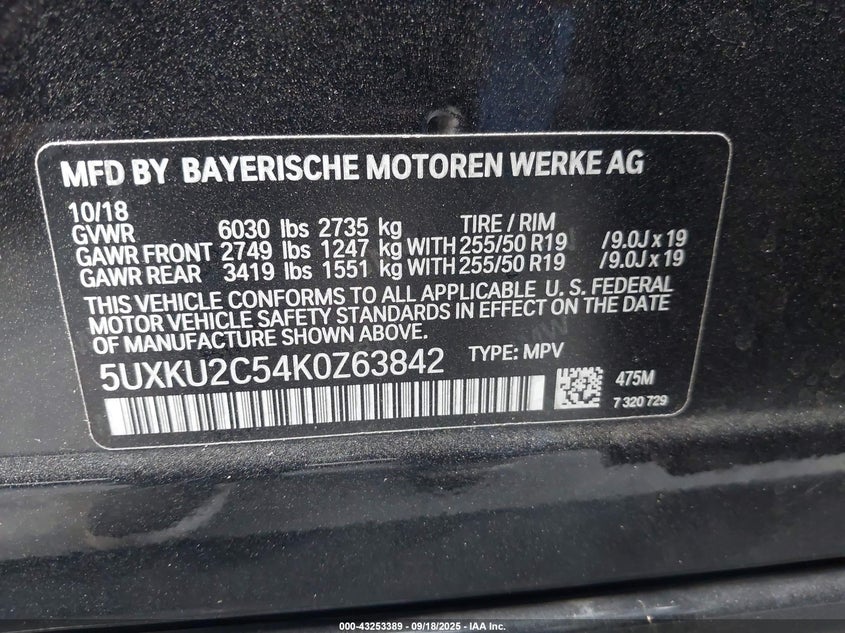 MFD BY BAYERISCHE MOTOREN WERKE AG
10/18
GVWR 6030 lbs 2735 kg TIRE / RIM
GAWR FRONT 2749 lbs 1247 kg WITH 255/50 R19 /9.0J x 19
GAWR REAR 3419 lbs 1551 kg WITH 255/50 R19 /9.0J x 19
THIS VEHICLE CONFORMS TO ALL APPLICABLE U. S. FEDERAL
MOTOR VEHICLE SAFETY STANDARDS IN EFFECT ON THE DATE
OF MANUFACTURE SHOWN ABOVE.
5UXKU2C54K0Z63842 TYPE: MPV
475M
7 320 729
000-43253389 - 09/18/2025 - IAA Inc.